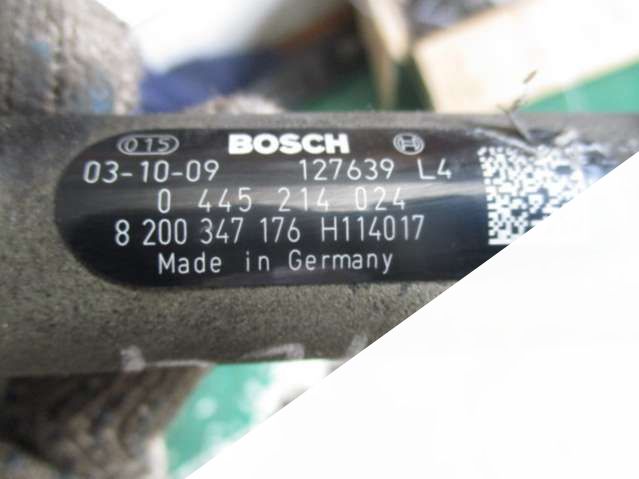 015 BOSCH
03-10-09 127639 L4
0 445 214 024
8 200 347 176 H114017
Made in Germany